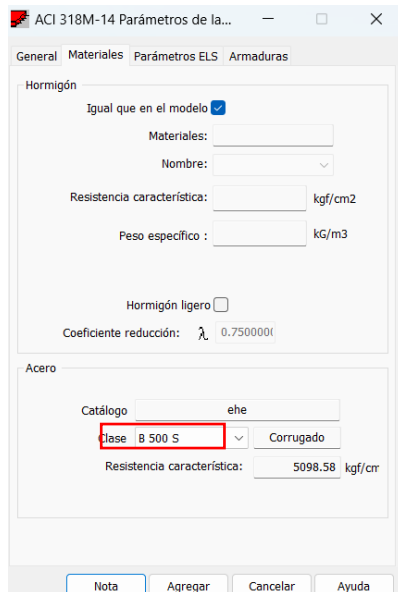 ACI 318M-14 Parámetros de la...
General Materiales Parámetros ELS Armaduras
Hormigón
Igual que en el modelo
Materiales:
Nombre:
Resistencia característica: kgf/cm2
Peso específico : kG/m3
Hormigón ligero
Coeficiente reducción: λ 0.7500000
Acero
Catálogo ehe
Clase B 500 S Corrugado
Resistencia característica: 5098.58 kgf/cm
Nota Agregar Cancelar Ayuda